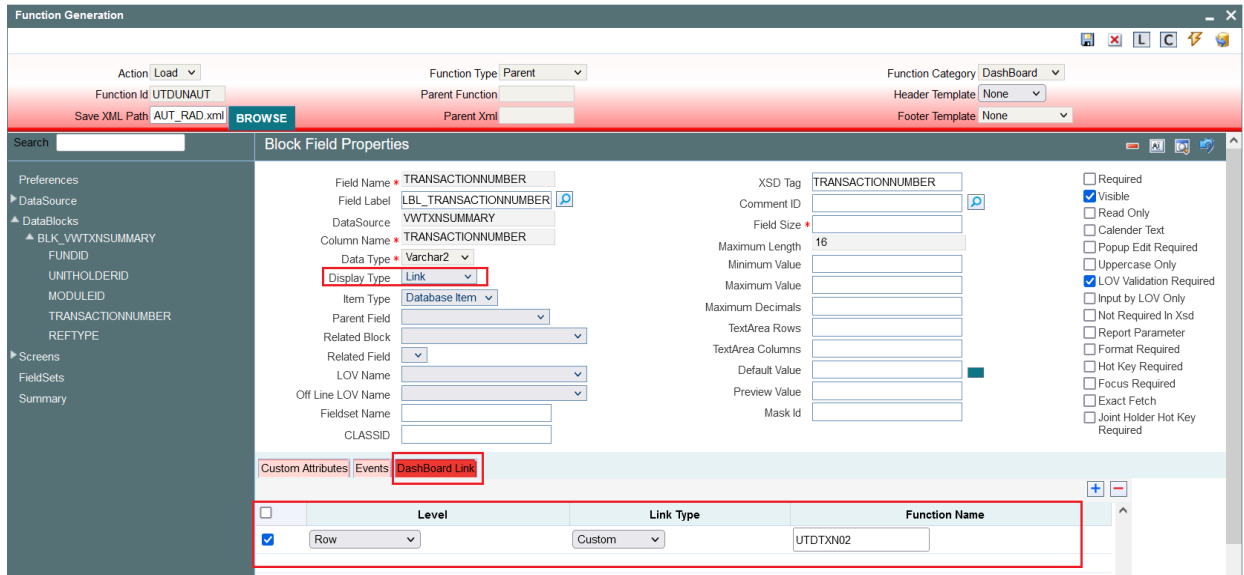 Function Generation
L C
Action Load Function Type Parent Function Category DashBoard
Function Id UTDUNAUT Parent Function Header Template None
Save XML Path AUT_RAD.xml BROWSE Parent Xml Footer Template None
Search
Block Field Properties
Preferences
DataSource
DataBlocks
BLK_VWTXNSUMMARY
FUNDID
UNITHOLDERID
MODULEID
TRANSACTIONNUMBER
REFTYPE
Screens
FieldSets
Summary
Field Name * TRANSACTIONNUMBER
Field Label LBL_TRANSACTIONNUMBER
DataSource VWTXNSUMMARY
Column Name * TRANSACTIONNUMBER
Data Type * Varchar2
Display Type Link
Item Type Database Item
Parent Field
Related Block
Related Field
LOV Name
Off Line LOV Name
Fieldset Name
CLASSID
XSD Tag TRANSACTIONNUMBER
Comment ID
Field Size *
Maximum Length 16
Minimum Value
Maximum Value
Maximum Decimals
TextArea Rows
TextArea Columns
Default Value
Preview Value
Mask Id
Required
Visible
Read Only
Calender Text
Popup Edit Required
Uppercase Only
LOV Validation Required
Input by LOV Only
Not Required In Xsd
Report Parameter
Format Required
Hot Key Required
Focus Required
Exact Fetch
Joint Holder Hot Key
Required
Custom Attributes Events DashBoard Link
Level Link Type Function Name
Row Custom UTDTXN02